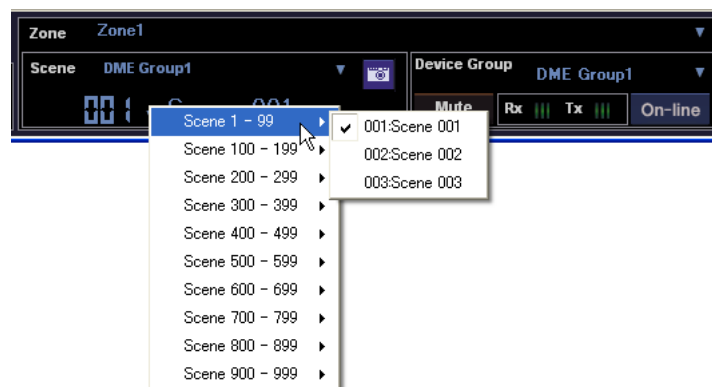 Zone Zone1
Scene DME Group1
Device Group DME Group1
001
Mute Rx Tx On-line
Scene 1 - 99
001:Scene 001
Scene 100 - 199
002:Scene 002
Scene 200 - 299
003:Scene 003
Scene 300 - 399
Scene 400 - 499
Scene 500 - 599
Scene 600 - 699
Scene 700 - 799
Scene 800 - 899
Scene 900 - 999